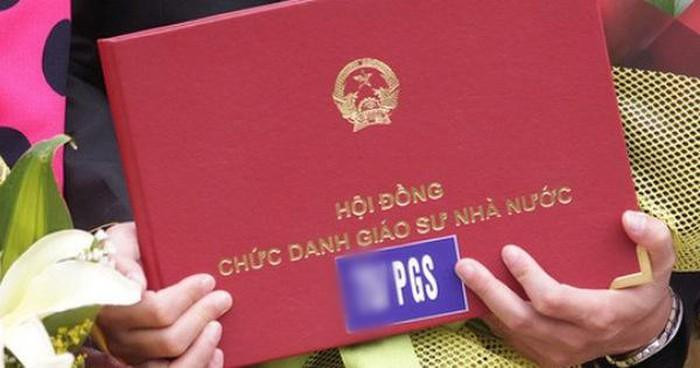 HỘI ĐỒNG
CHỨC DANH GIÁO SƯ NHÀ NƯỚC
PGS